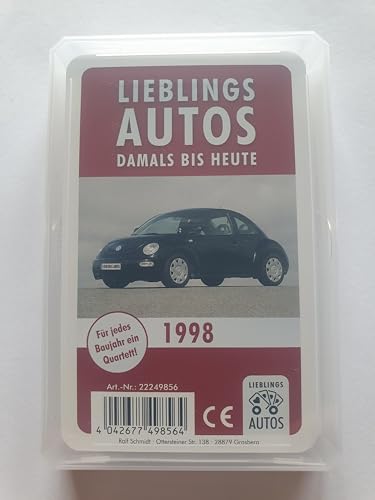 LIEBLINGS
AUTOS
DAMALS BIS HEUTE
Für jedes
Baujahr ein
Quartett!
1998
Art.-Nr.: 22249856
4 042677 498564
CE
LIEBLINGS
AUTOS
Ralf Schmidt · Ottersteiner Str. 138 · 28879 Grasberg